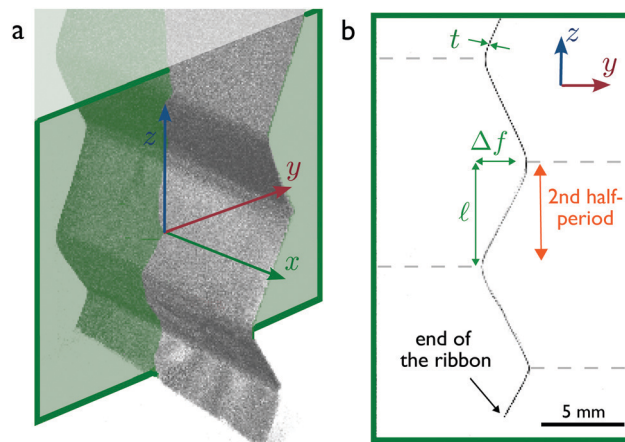 a
z
y
x
b
t
z
y
Δf
ℓ
2nd half-
period
end of
the ribbon
5 mm